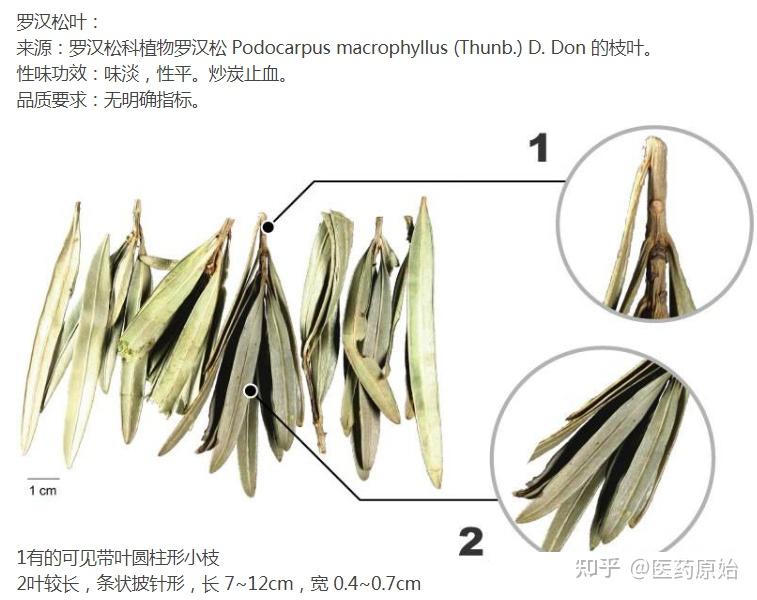 罗汉松叶：
来源：罗汉松科植物罗汉松 Podocarpus macrophyllus (Thunb.) D. Don 的枝叶。
性味功效：味淡，性平。炒炭止血。
品质要求：无明确指标。
1
1 cm
2
1有的可见带叶圆柱形小枝
2叶较长，条状披针形，长 7~12cm，宽 0.4~0.7cm
知乎 @医药原始